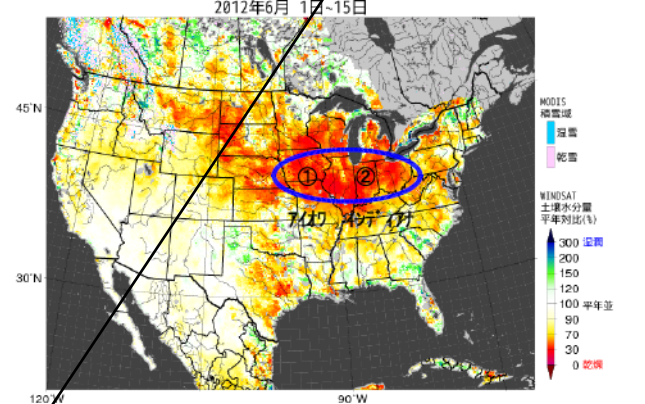 2012年6月 1日~15日
MODIS
積雪域
湿雪
乾雪
45°N
① ②
アイオワ インディアナ
WINDSAT
土壌水分量
平年対比(%)
300 湿潤
200
150
120
100 平年並
90
70
30
0 乾燥
30°N
120°W 90°W